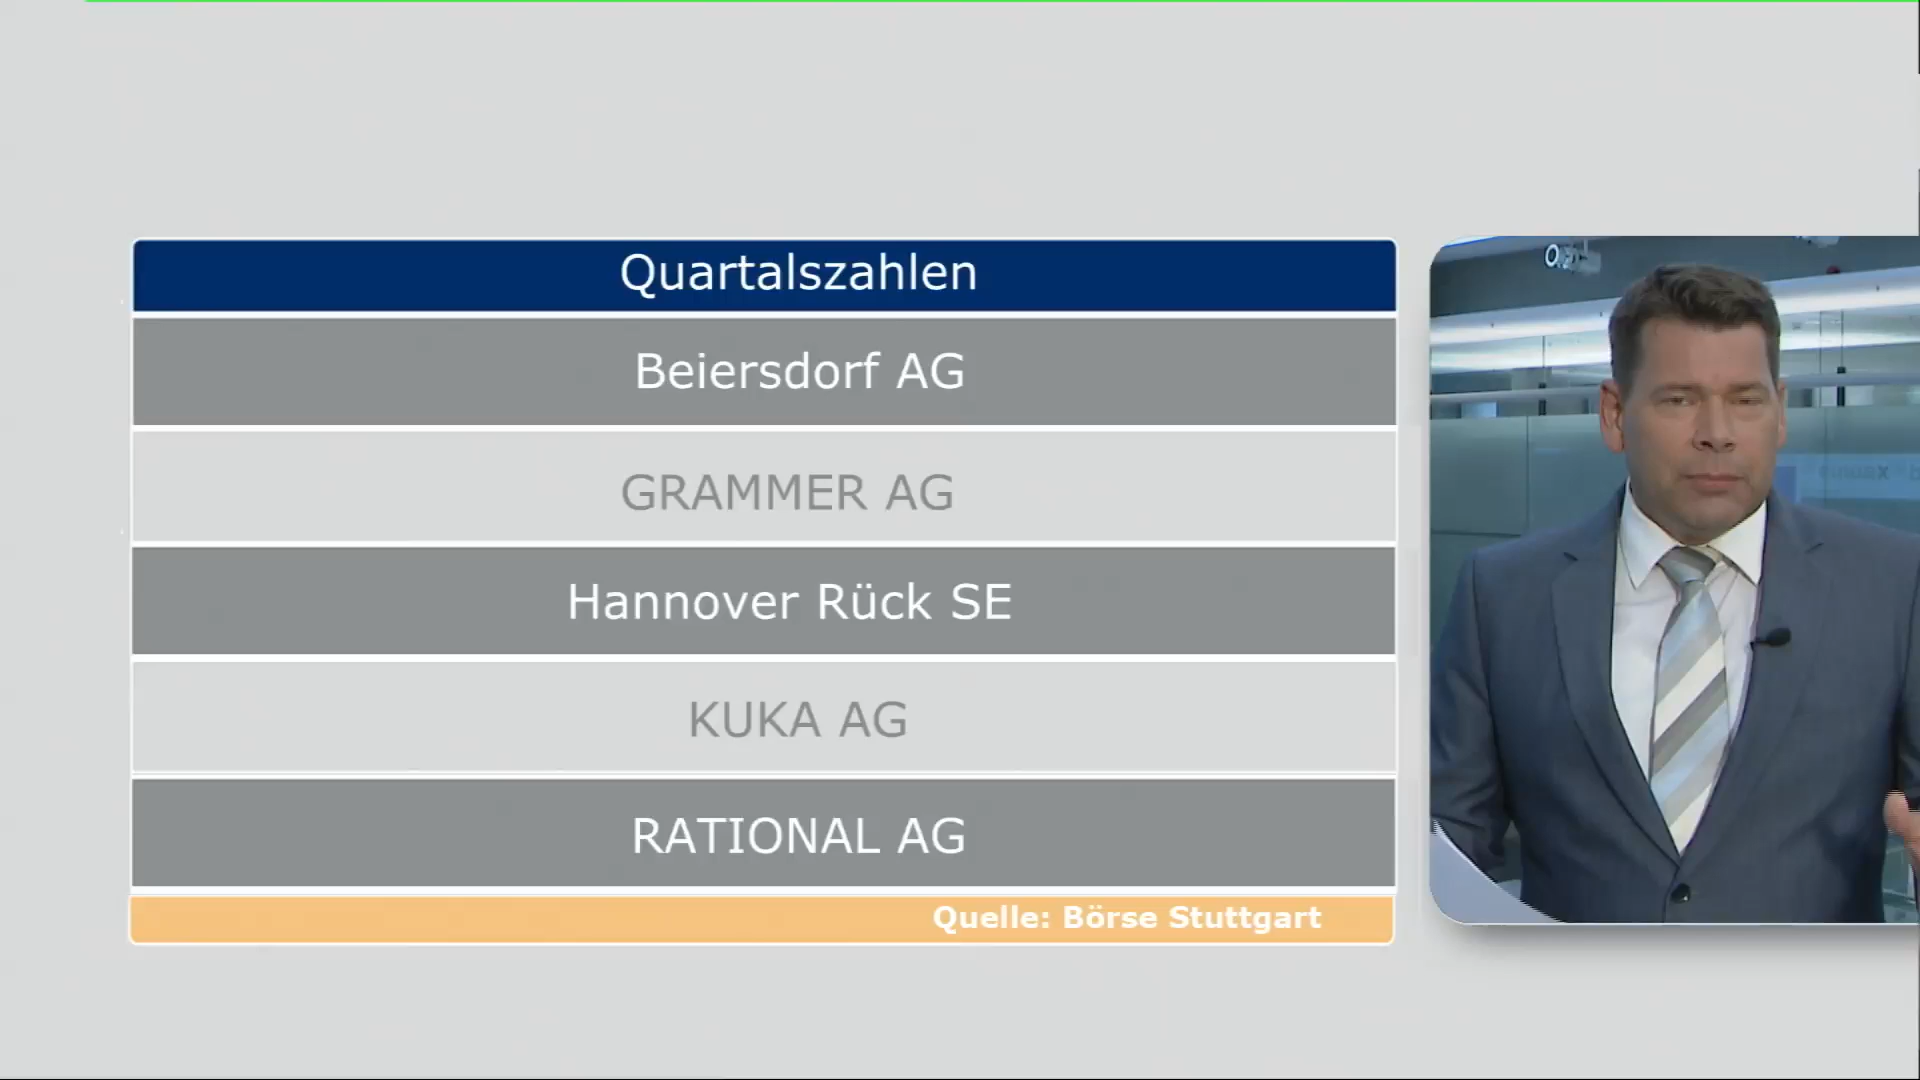 Quartalszahlen
Beiersdorf AG
GRAMMER AG
Hannover Rück SE
KUKA AG
RATIONAL AG
Quelle: Börse Stuttgart